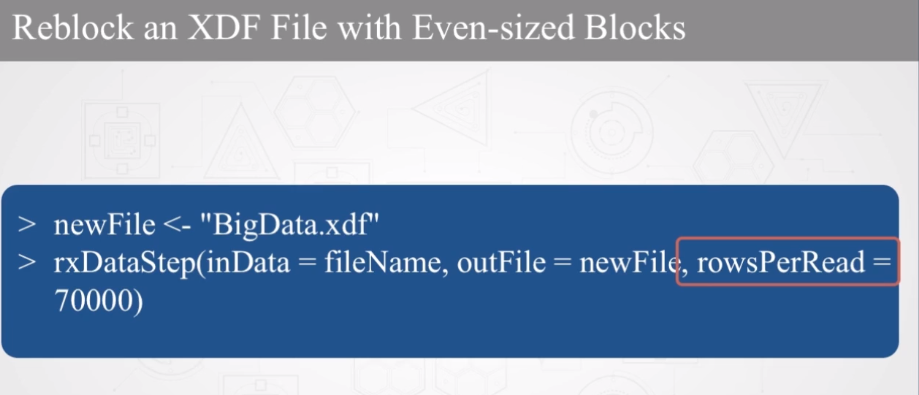 Reblock an XDF File with Even-sized Blocks
> newFile <- "BigData.xdf"
> rxDataStep(inData = fileName, outFile = newFile, rowsPerRead =
70000)